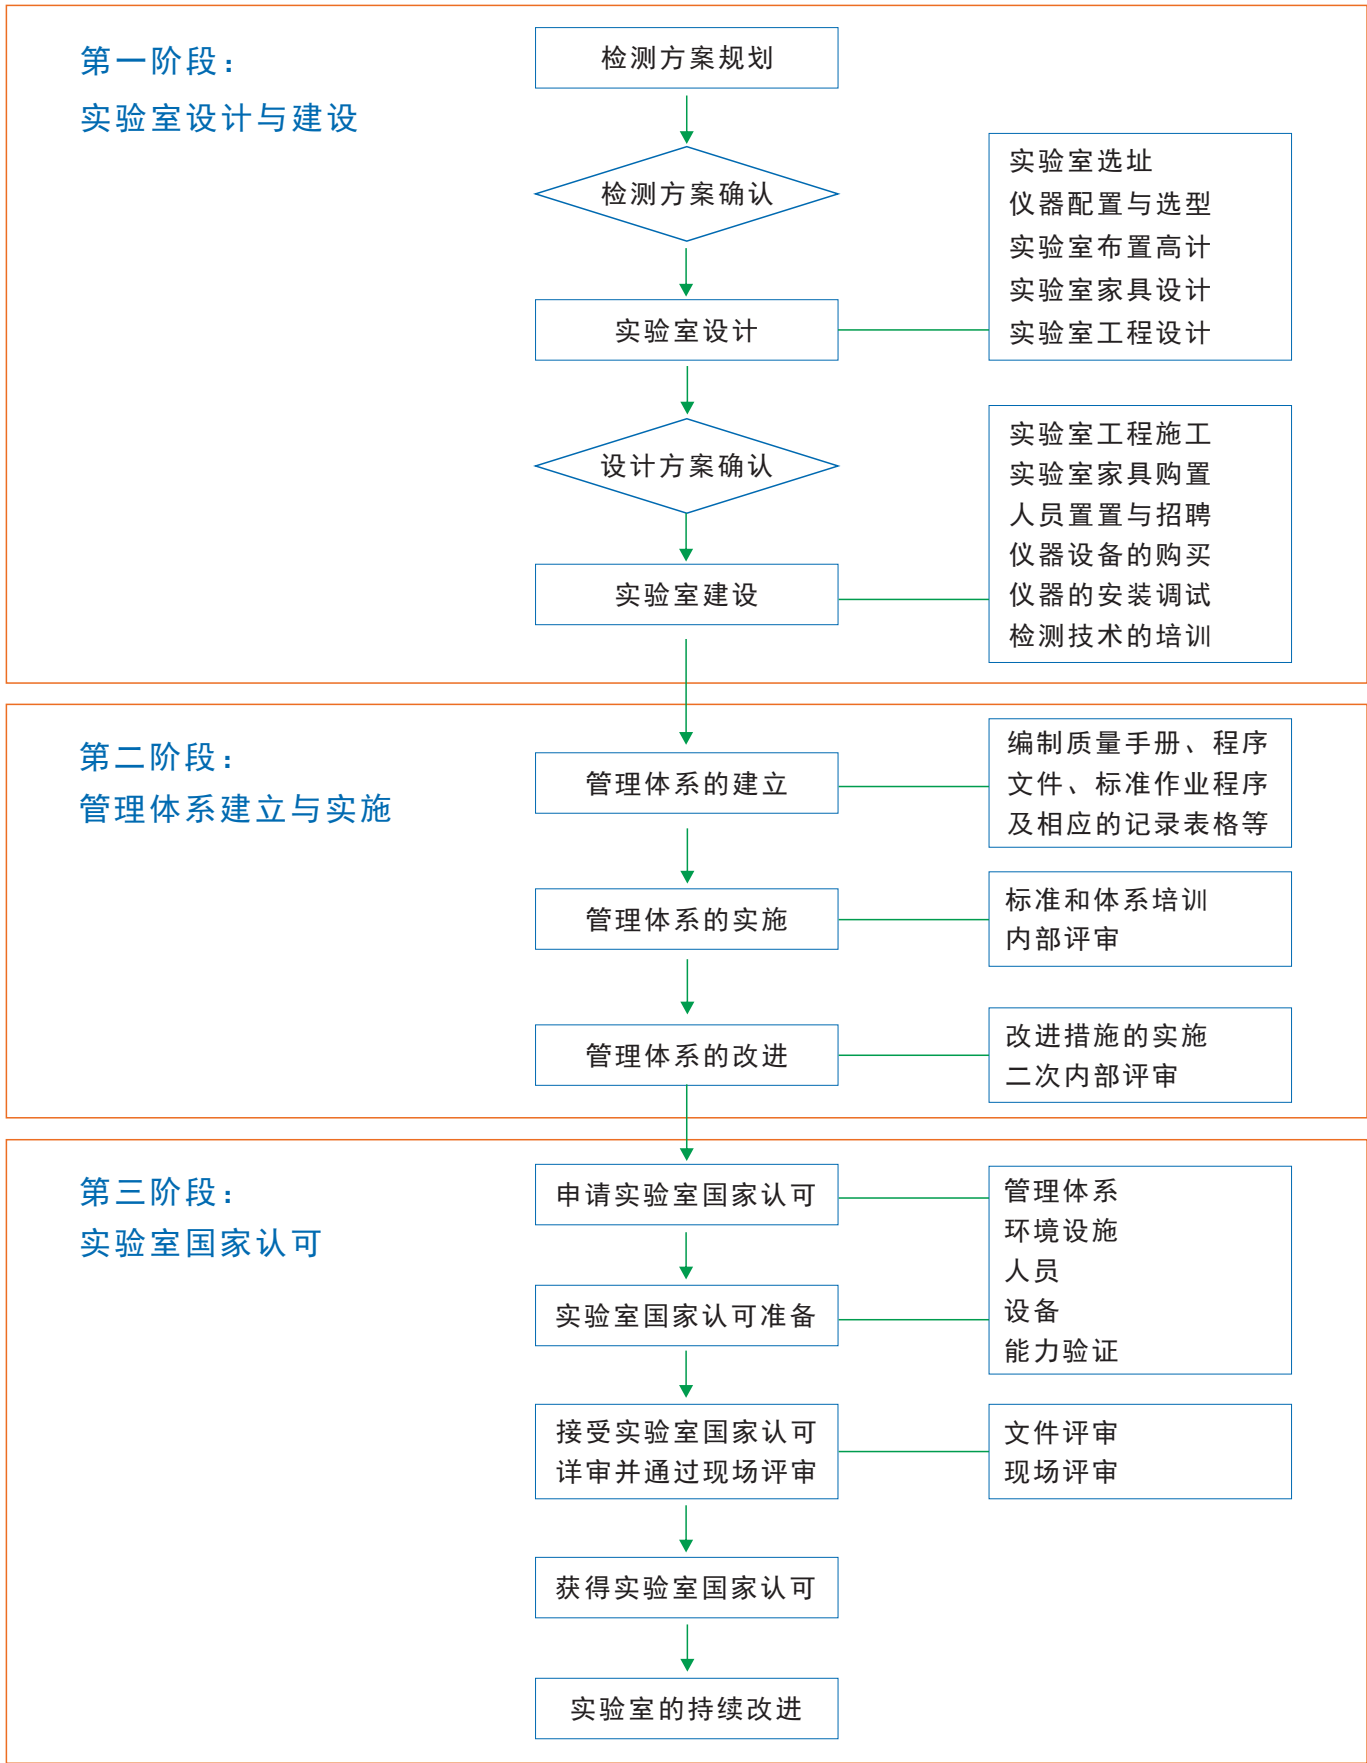 第一阶段：
实验室设计与建设
检测方案规划
检测方案确认
实验室设计
实验室选址
仪器配置与选型
实验室布置高计
实验室家具设计
实验室工程设计
设计方案确认
实验室建设
实验室工程施工
实验室家具购置
人员置置与招聘
仪器设备的购买
仪器的安装调试
检测技术的培训
第二阶段：
管理体系建立与实施
管理体系的建立
编制质量手册、程序
文件、标准作业程序
及相应的记录表格等
管理体系的实施
标准和体系培训
内部评审
管理体系的改进
改进措施的实施
二次内部评审
第三阶段：
实验室国家认可
申请实验室国家认可
实验室国家认可准备
管理体系
环境设施
人员
设备
能力验证
接受实验室国家认可
详审并通过现场评审
文件评审
现场评审
获得实验室国家认可
实验室的持续改进